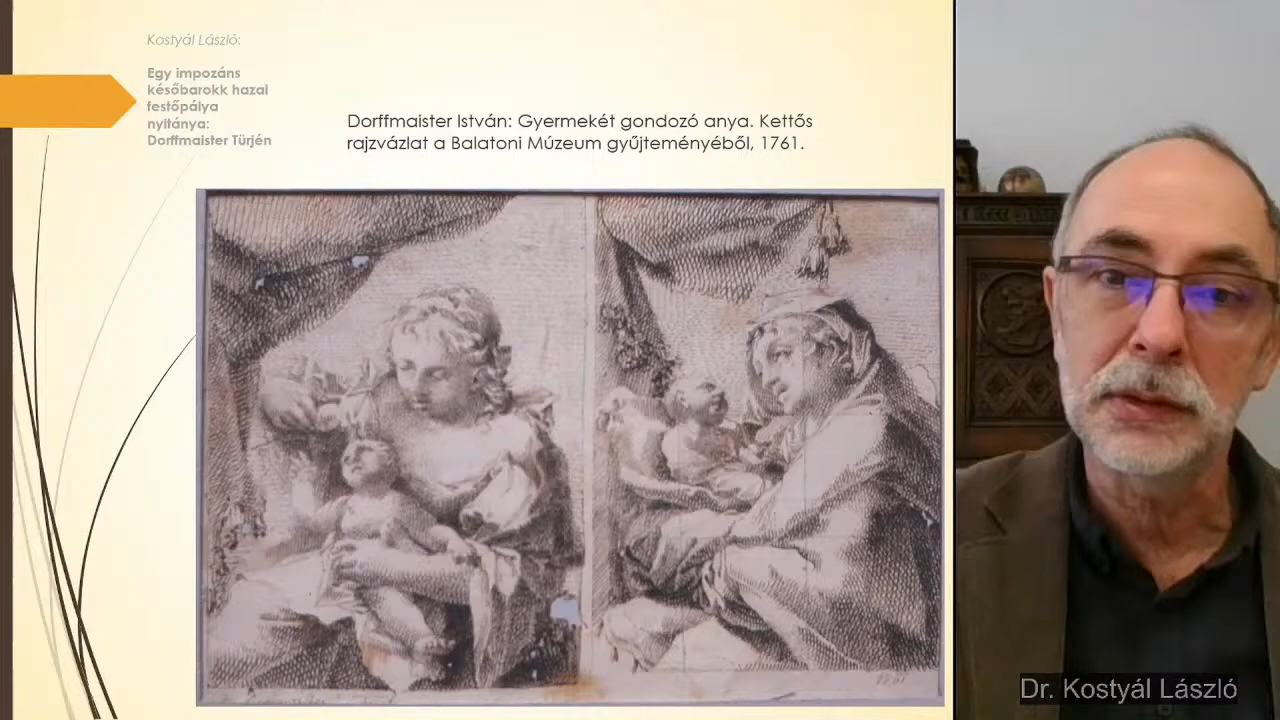 Kostyál László:
Egy impozáns
későbarokk hazai
festőpálya
nyitánya:
Dorffmaister Türjén
Dorffmaister István: Gyermekét gondozó anya. Kettős
rajzvázlat a Balatoni Múzeum gyűjteményéből, 1761.
Dr. Kostyál László